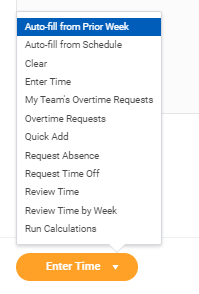 Auto-fill from Prior Week
Auto-fill from Schedule
Clear
Enter Time
My Team's Overtime Requests
Overtime Requests
Quick Add
Request Absence
Request Time Off
Review Time
Review Time by Week
Run Calculations
Enter Time